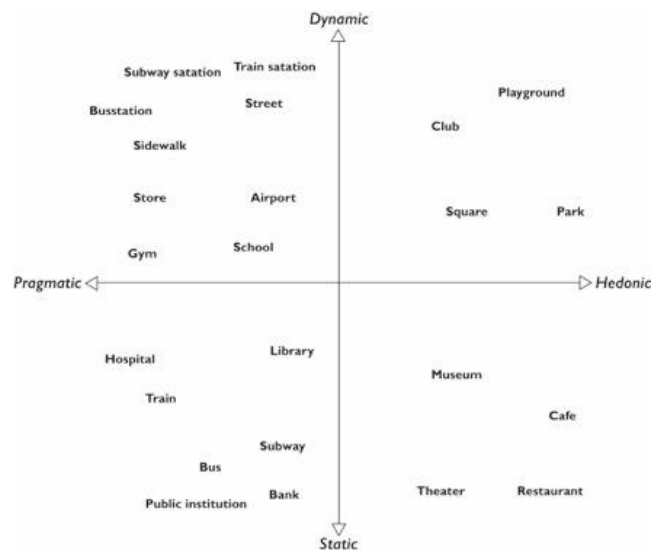 Dynamic
Subway satation
Train satation
Playground
Busstation
Street
Club
Sidewalk
Store
Airport
Square
Park
Gym
School
Pragmatic
Hedonic
Library
Hospital
Museum
Train
Cafe
Subway
Bus
Public institution
Bank
Theater
Restaurant
Static